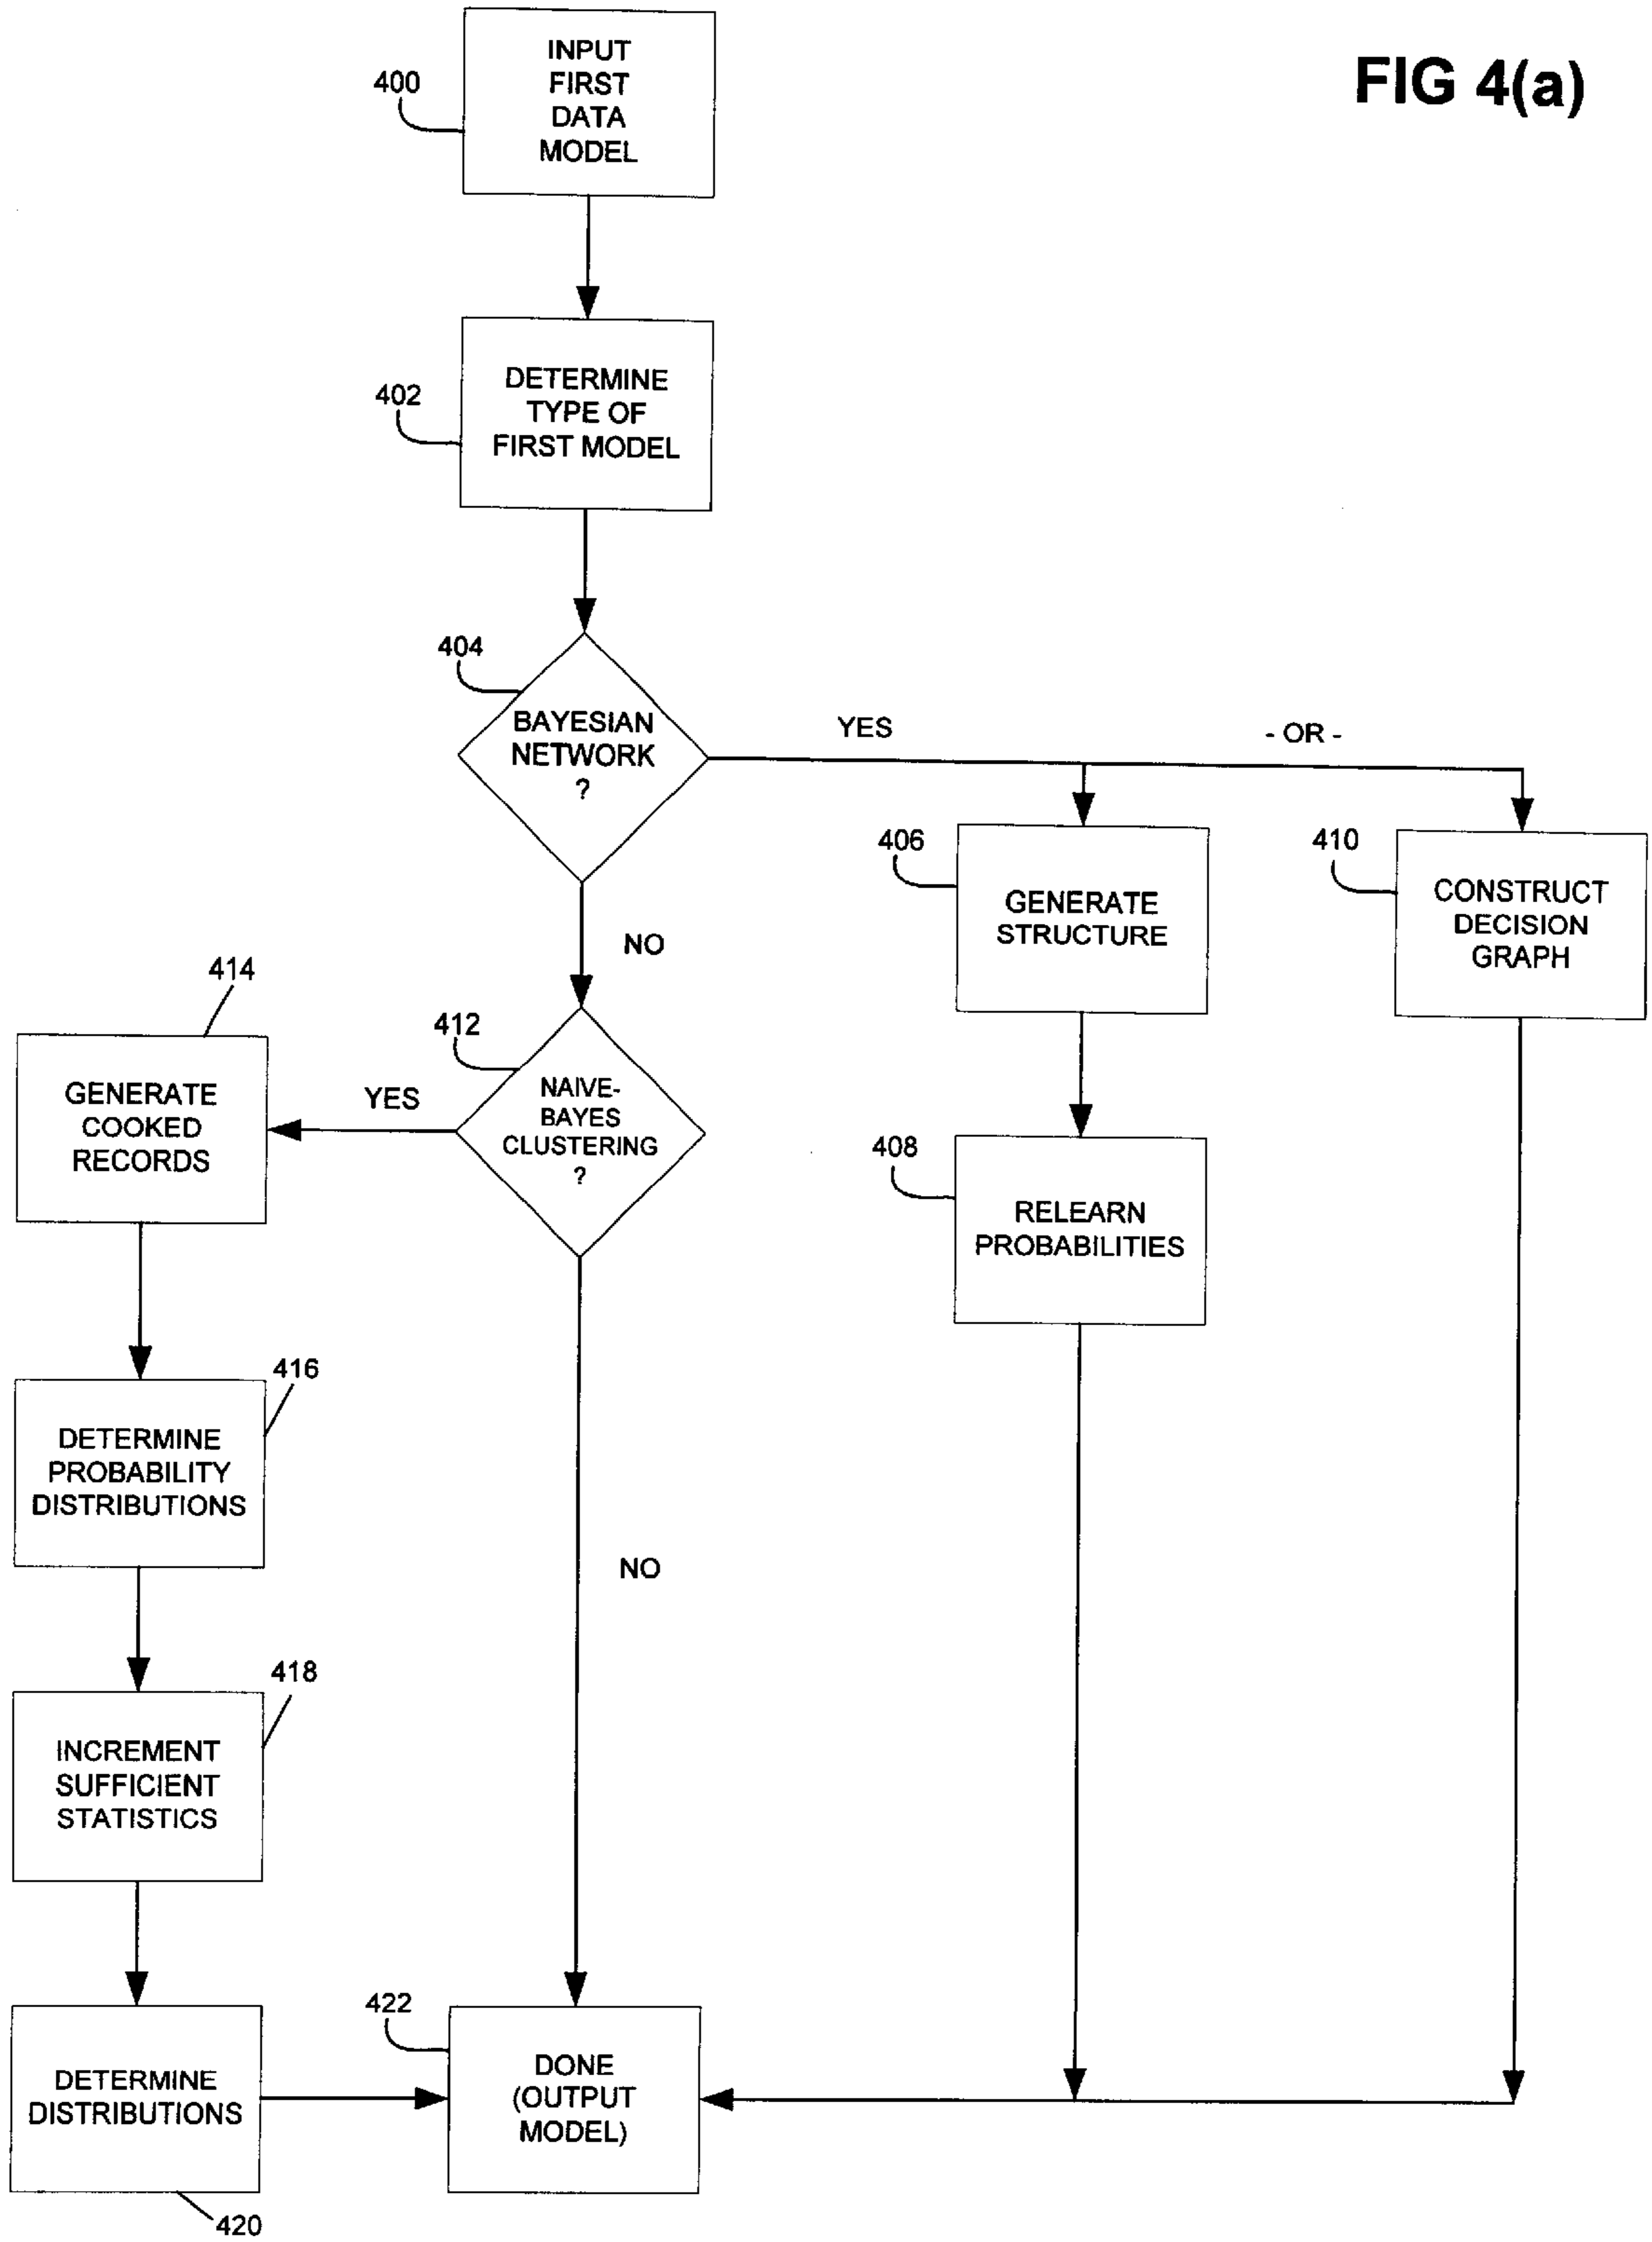 FIG 4(a)
400
INPUT
FIRST
DATA
MODEL
402
DETERMINE
TYPE OF
FIRST MODEL
404
BAYESIAN
NETWORK
?
YES
- OR -
NO
406
GENERATE
STRUCTURE
410
CONSTRUCT
DECISION
GRAPH
408
RELEARN
PROBABILITIES
412
NAIVE-
BAYES
CLUSTERING
?
YES
NO
414
GENERATE
COOKED
RECORDS
416
DETERMINE
PROBABILITY
DISTRIBUTIONS
418
INCREMENT
SUFFICIENT
STATISTICS
DETERMINE
DISTRIBUTIONS
420
422
DONE
(OUTPUT
MODEL)